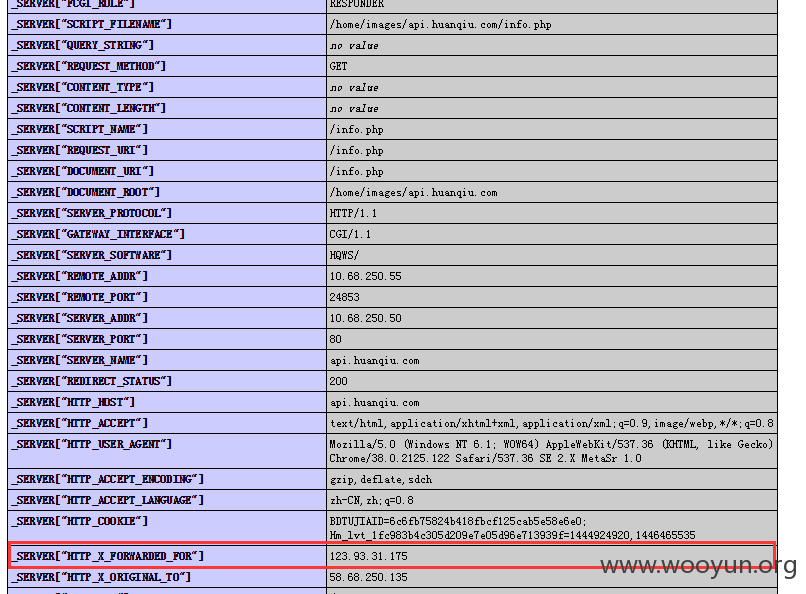 _SERVER["FCGI_ROLE"] RESPONDER
_SERVER["SCRIPT_FILENAME"] /home/images/api.huanqiu.com/info.php
_SERVER["QUERY_STRING"] no value
_SERVER["REQUEST_METHOD"] GET
_SERVER["CONTENT_TYPE"] no value
_SERVER["CONTENT_LENGTH"] no value
_SERVER["SCRIPT_NAME"] /info.php
_SERVER["REQUEST_URI"] /info.php
_SERVER["DOCUMENT_URI"] /info.php
_SERVER["DOCUMENT_ROOT"] /home/images/api.huanqiu.com
_SERVER["SERVER_PROTOCOL"] HTTP/1.1
_SERVER["GATEWAY_INTERFACE"] CGI/1.1
_SERVER["SERVER_SOFTWARE"] HQWS/
_SERVER["REMOTE_ADDR"] 10.68.250.55
_SERVER["REMOTE_PORT"] 24853
_SERVER["SERVER_ADDR"] 10.68.250.50
_SERVER["SERVER_PORT"] 80
_SERVER["SERVER_NAME"] api.huanqiu.com
_SERVER["REDIRECT_STATUS"] 200
_SERVER["HTTP_HOST"] api.huanqiu.com
_SERVER["HTTP_ACCEPT"] text/html,application/xhtml+xml,application/xml;q=0.9,image/webp,*/*;q=0.8
_SERVER["HTTP_USER_AGENT"] Mozilla/5.0 (Windows NT 6.1; WOW64) AppleWebKit/537.36 (KHTML, like Gecko)
Chrome/38.0.2125.122 Safari/537.36 SE 2.X MetaSr 1.0
_SERVER["HTTP_ACCEPT_ENCODING"] gzip,deflate,sdch
_SERVER["HTTP_ACCEPT_LANGUAGE"] zh-CN,zh;q=0.8
_SERVER["HTTP_COOKIE"] BDTUJIAID=6c6fb75824b418fbcf125cab5e58e6e0;
Hm_lvt_1fc983b4c305d209e7e05d96e713939f=1444924920,1446465535
_SERVER["HTTP_X_FORWARDED_FOR"] 123.93.31.175
_SERVER["HTTP_X_ORIGINAL_TO"] 58.68.250.135
www.wooyun.org